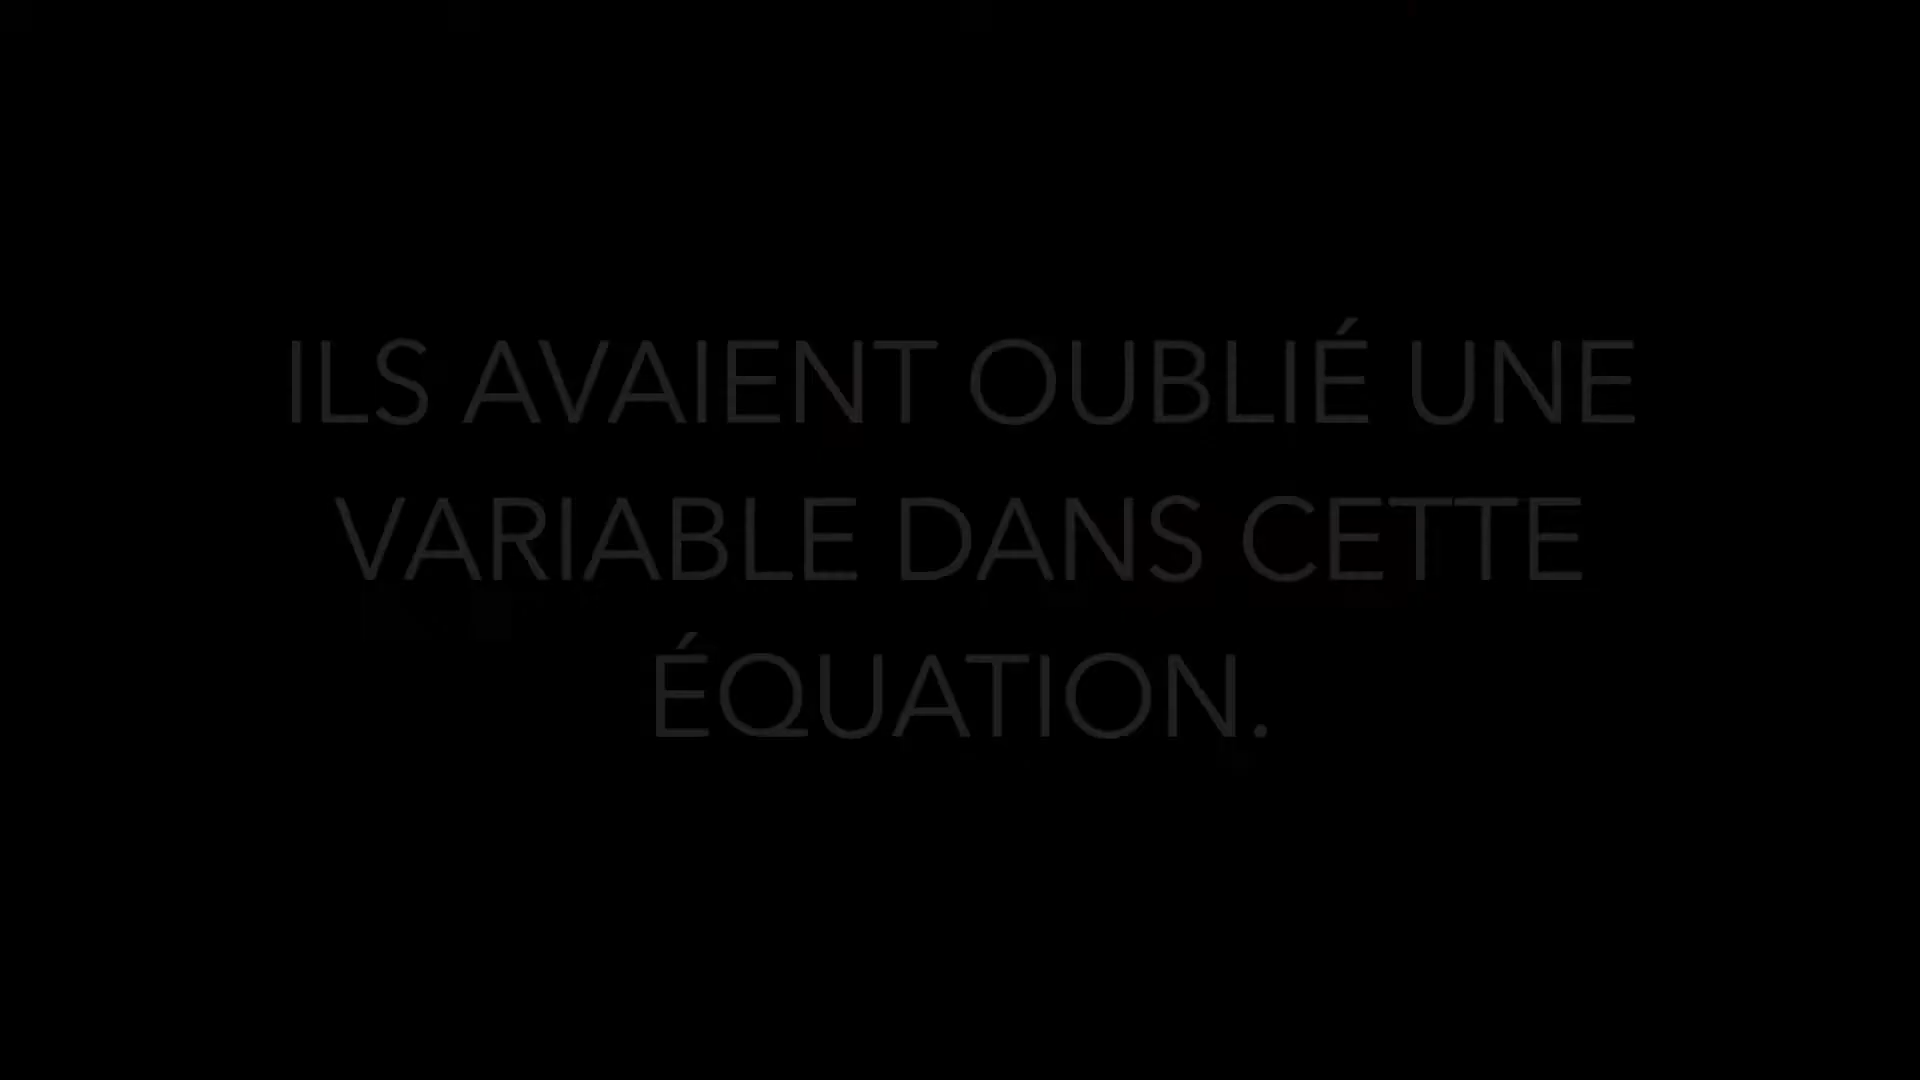 ILS AVAIENT OUBLIÉ UNE
VARIABLE DANS CETTE
ÉQUATION.